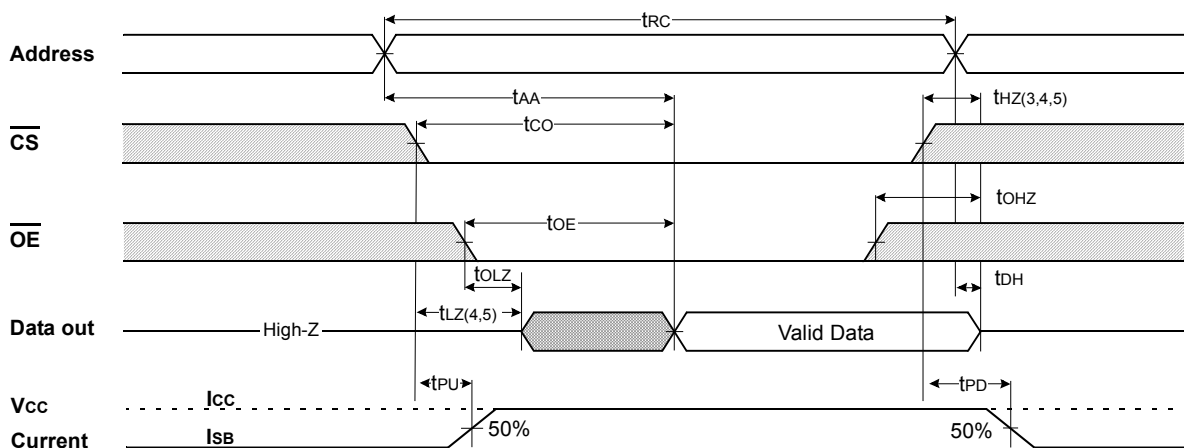 tRC
Address
tAA
tHZ(3,4,5)
tCO
CS
tOHZ
tOE
OE
tOLZ
tDH
tLZ(4,5)
Data out
High-Z
Valid Data
tPU
tPD
VCC
ICC
50%
50%
Current
ISB